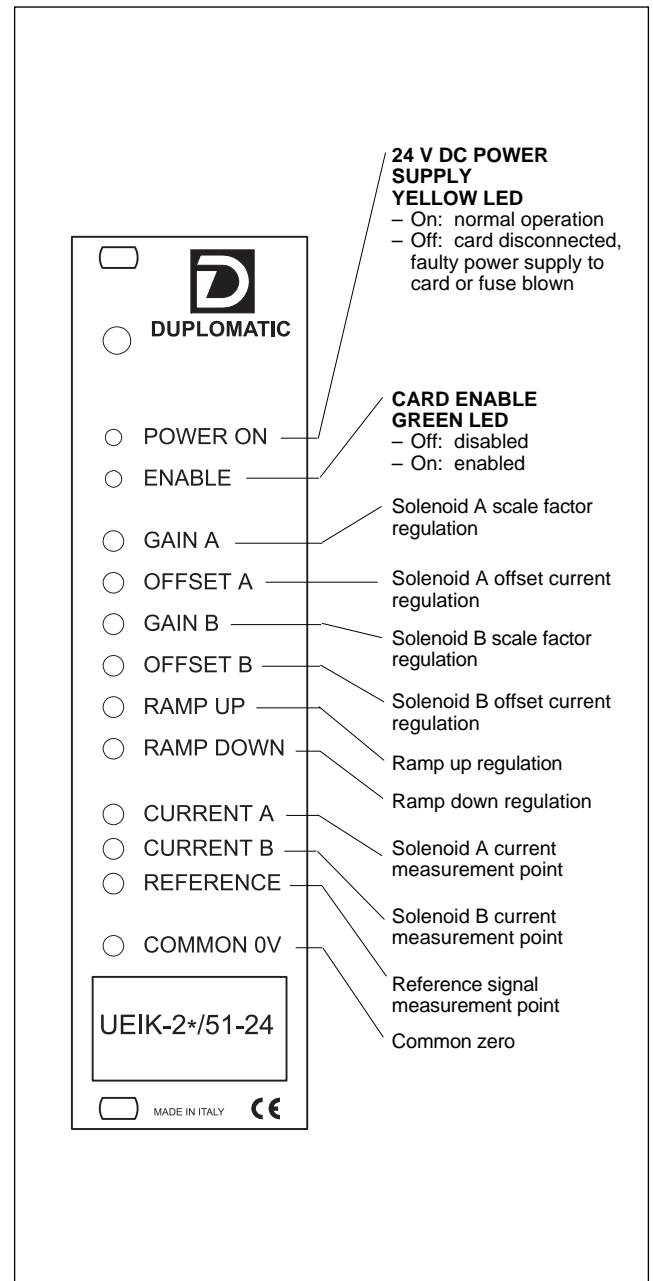 24 V DC POWER
SUPPLY
YELLOW LED
– On: normal operation
– Off: card disconnected,
faulty power supply to
card or fuse blown
DUPLOMATIC
CARD ENABLE
GREEN LED
– Off: disabled
– On: enabled
POWER ON
ENABLE
Solenoid A scale factor
regulation
GAIN A
Solenoid A offset current
regulation
OFFSET A
Solenoid B scale factor
regulation
GAIN B
Solenoid B offset current
regulation
OFFSET B
Ramp up regulation
RAMP UP
Ramp down regulation
RAMP DOWN
Solenoid A current
measurement point
CURRENT A
Solenoid B current
measurement point
CURRENT B
Reference signal
measurement point
REFERENCE
Common zero
COMMON 0V
UEIK-2*/51-24
MADE IN ITALY CE